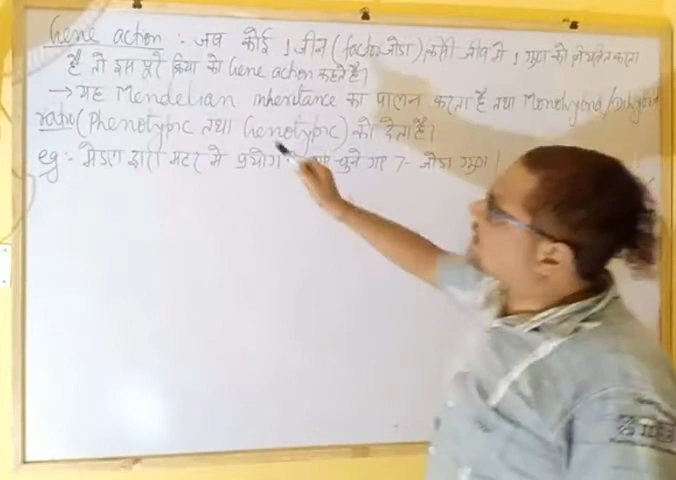 Gene action :- जब कोई 1 जीन (factor जोडा) किसी जीव मे 1 गुण को नियंत्रित करता
है तो इस पूरे क्रिया को Gene action कहते है।
→ यह Mendelian inheritance का पालन करता है तथा Monohybrid/Dihybrid
ratio (Phenotypic तथा Genotypic) को देता है।
eg:- मेंडल द्वारा मटर मे प्रयोग चुने गए 7- जोडा गुण।